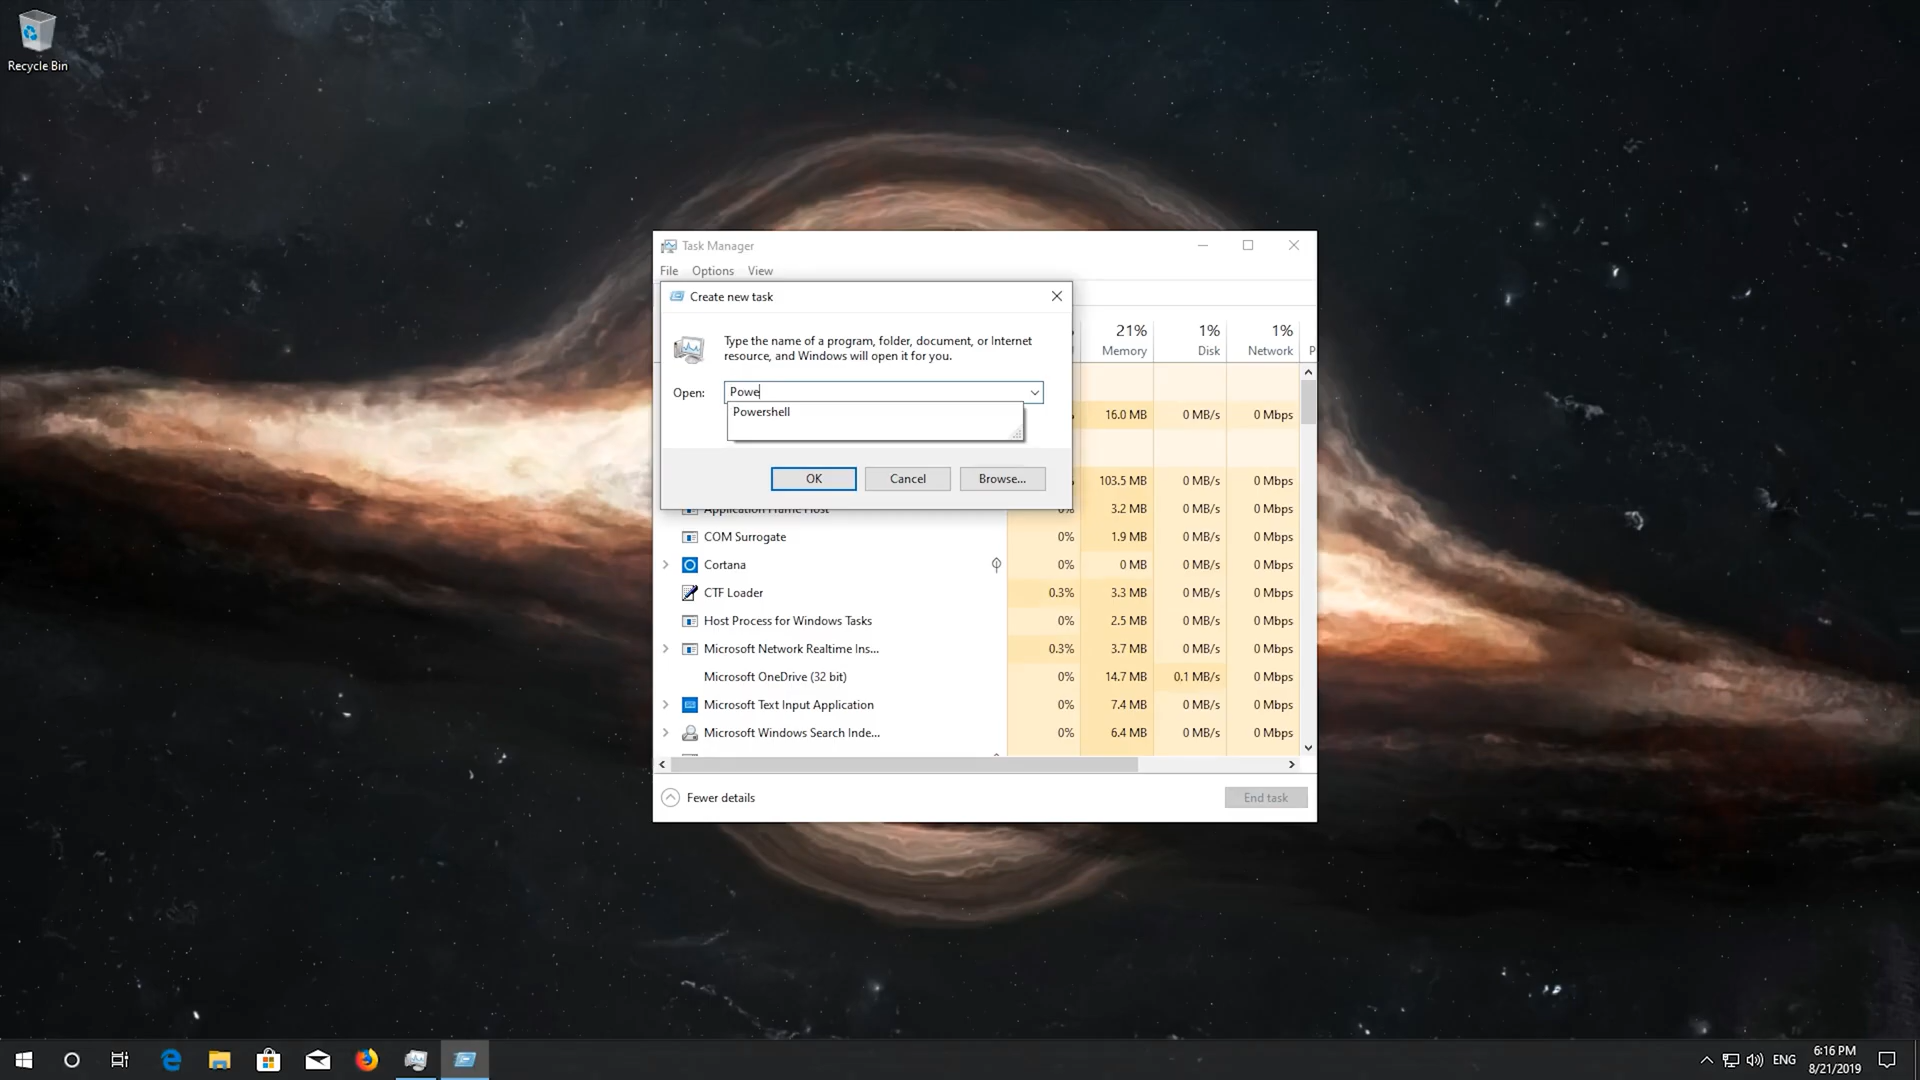 Recycle Bin
Task Manager
File Options View
Create new task
Type the name of a program, folder, document, or Internet
resource, and Windows will open it for you.
Open: Powe
Powershell
OK Cancel Browse...
21% 1% 1%
Memory Disk Network P
16.0 MB 0 MB/s 0 Mbps
103.5 MB 0 MB/s 0 Mbps
Application Frame Host 0% 3.2 MB 0 MB/s 0 Mbps
COM Surrogate 0% 1.9 MB 0 MB/s 0 Mbps
Cortana 0% 0 MB 0 MB/s 0 Mbps
CTF Loader 0.3% 3.3 MB 0 MB/s 0 Mbps
Host Process for Windows Tasks 0% 2.5 MB 0 MB/s 0 Mbps
Microsoft Network Realtime Ins... 0.3% 3.7 MB 0 MB/s 0 Mbps
Microsoft OneDrive (32 bit) 0% 14.7 MB 0.1 MB/s 0 Mbps
Microsoft Text Input Application 0% 7.4 MB 0 MB/s 0 Mbps
Microsoft Windows Search Inde... 0% 6.4 MB 0 MB/s 0 Mbps
Fewer details End task
ENG
6:16 PM
8/21/2019